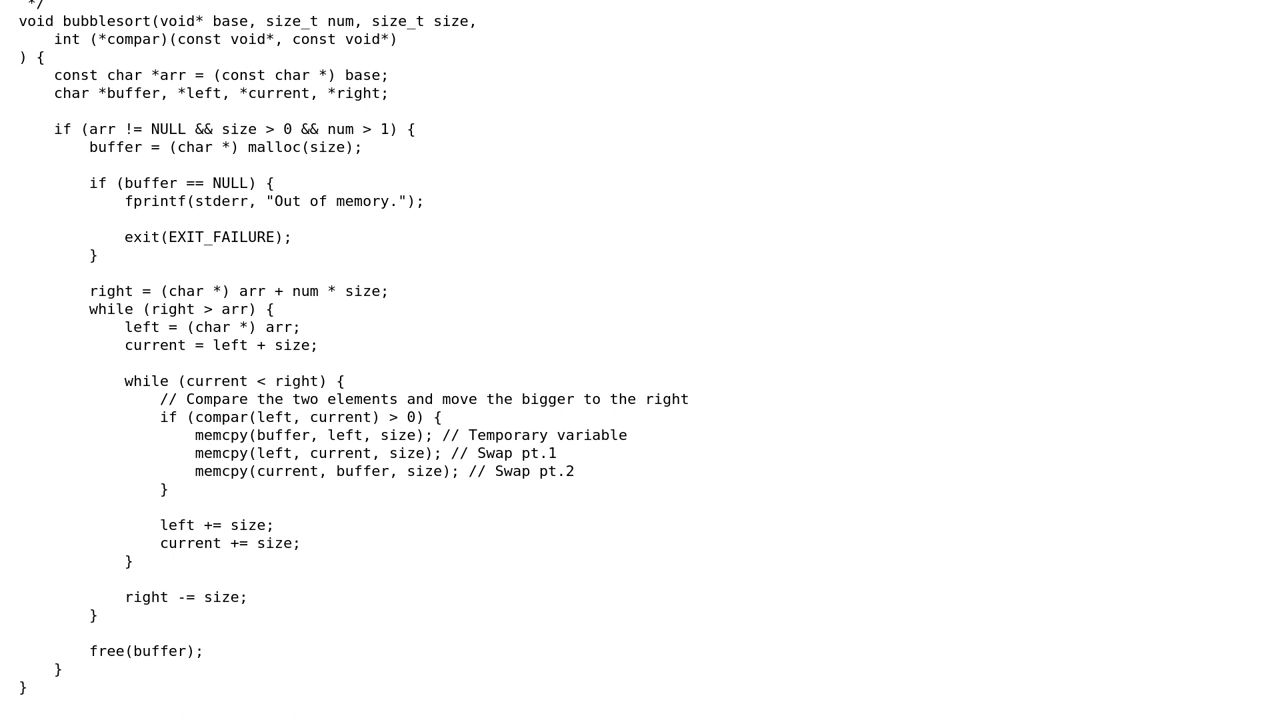 */
void bubblesort(void* base, size_t num, size_t size,
    int (*compar)(const void*, const void*)
) {
    const char *arr = (const char *) base;
    char *buffer, *left, *current, *right;

    if (arr != NULL && size > 0 && num > 1) {
        buffer = (char *) malloc(size);

        if (buffer == NULL) {
            fprintf(stderr, "Out of memory.");

            exit(EXIT_FAILURE);
        }

        right = (char *) arr + num * size;
        while (right > arr) {
            left = (char *) arr;
            current = left + size;

            while (current < right) {
                // Compare the two elements and move the bigger to the right
                if (compar(left, current) > 0) {
                    memcpy(buffer, left, size); // Temporary variable
                    memcpy(left, current, size); // Swap pt.1
                    memcpy(current, buffer, size); // Swap pt.2
                }

                left += size;
                current += size;
            }

            right -= size;
        }

        free(buffer);
    }
}